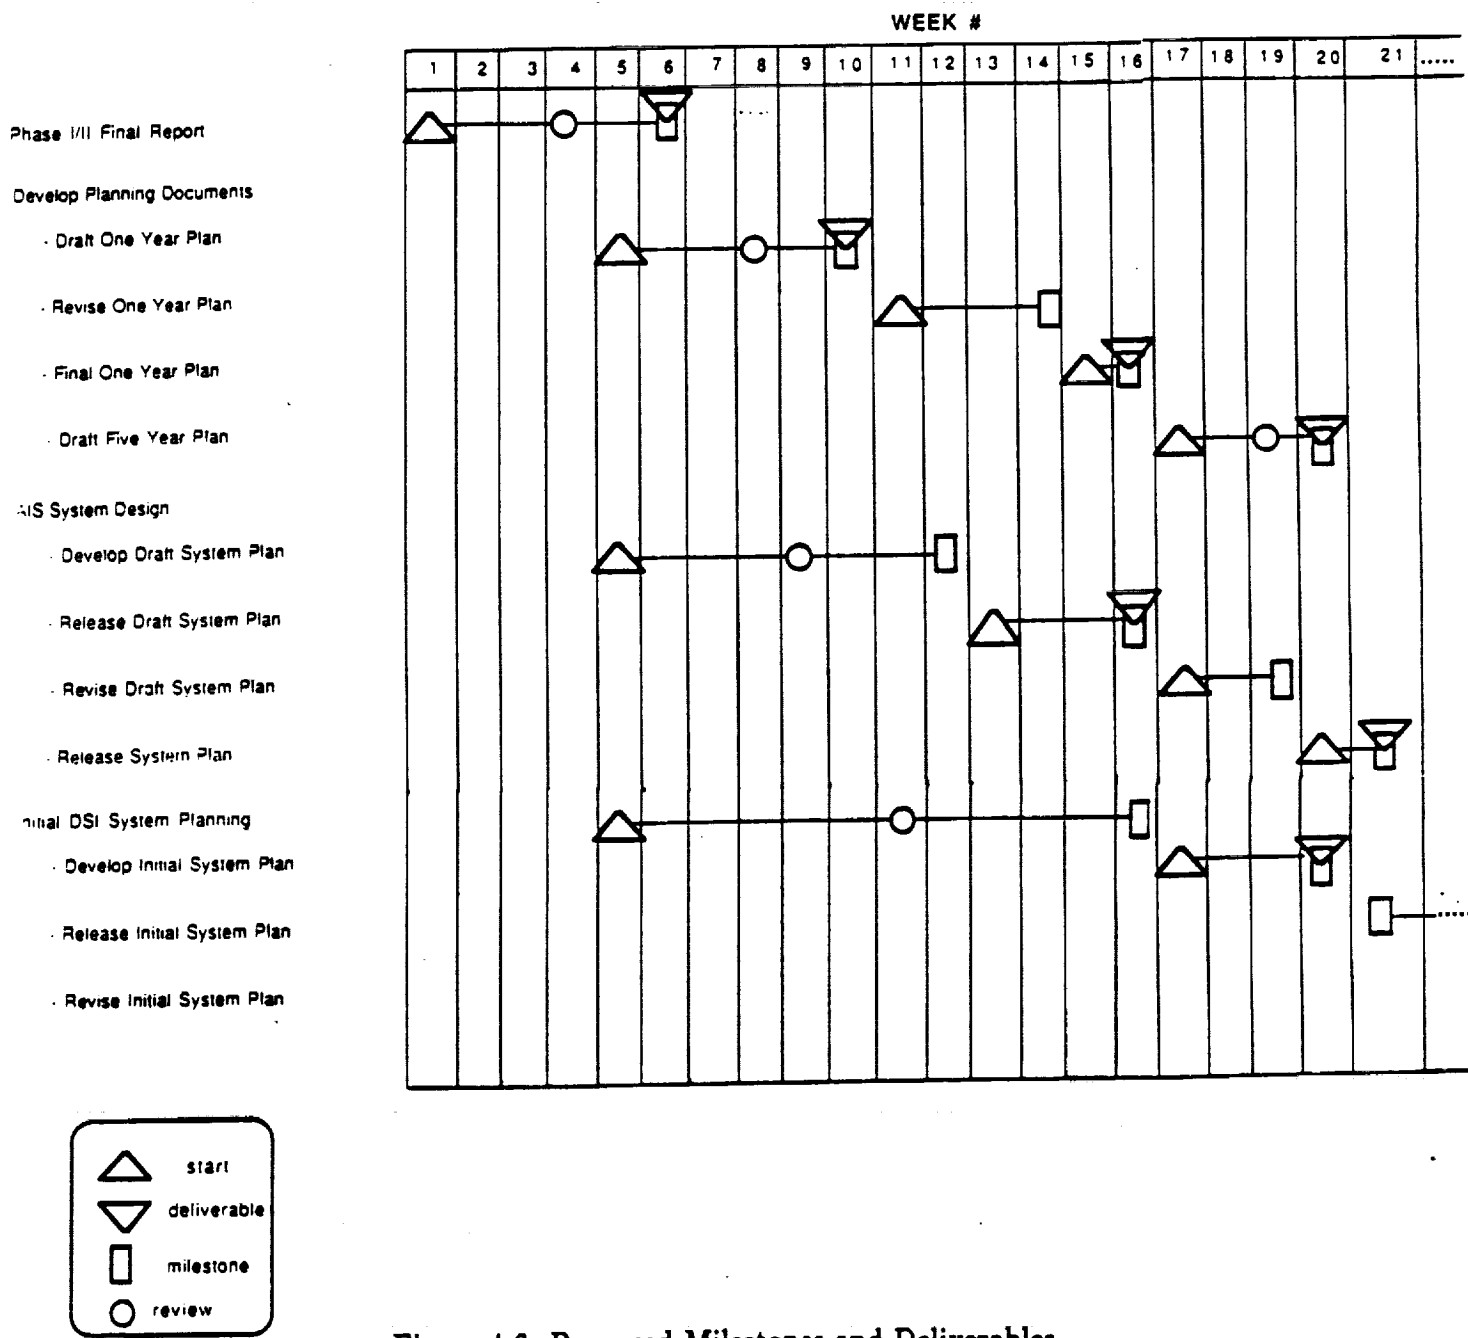 WEEK #
1 2 3 4 5 6 7 8 9 10 11 12 13 14 15 16 17 18 19 20 21 .....
Phase I/II Final Report
Develop Planning Documents
· Draft One Year Plan
· Revise One Year Plan
· Final One Year Plan
· Draft Five Year Plan
System Design
· Develop Draft System Plan
· Release Draft System Plan
· Revise Draft System Plan
· Release System Plan
DSI System Planning
· Develop Initial System Plan
· Release Initial System Plan
· Revise Initial System Plan
start
deliverable
milestone
review
Milestones and Deliverables